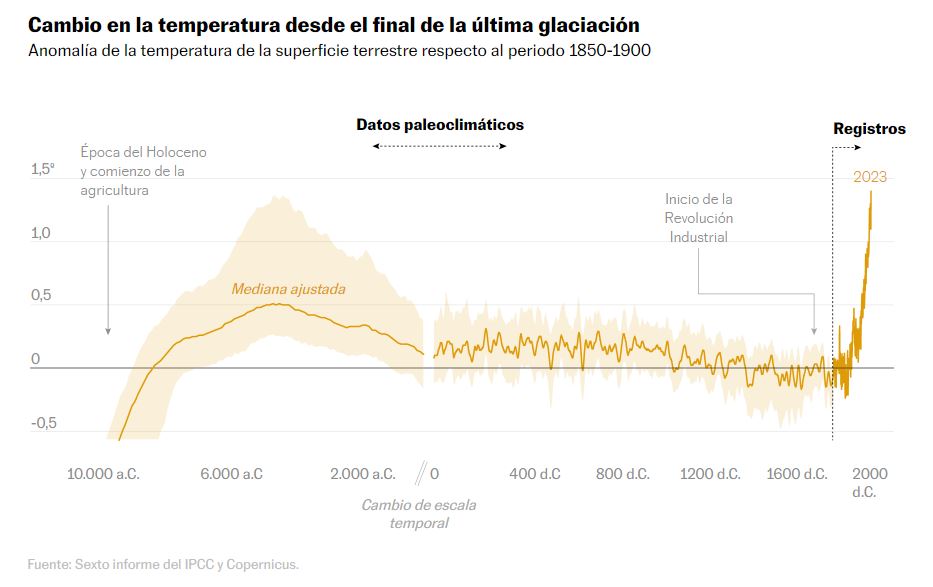 Cambio en la temperatura desde el final de la última glaciación
Anomalía de la temperatura de la superficie terrestre respecto al periodo 1850-1900
Datos paleoclimáticos
Registros
Época del Holoceno
y comienzo de la
agricultura
1,5º
2023
Inicio de la
Revolución
Industrial
1,0
Mediana ajustada
0,5
0
-0,5
10.000 a.C.
6.000 a.C
2.000 a.C.
0
400 d.C
800 d.C.
1200 d.C.
1600 d.C.
2000
d.C.
Cambio de escala
temporal
Fuente: Sexto informe del IPCC y Copernicus.